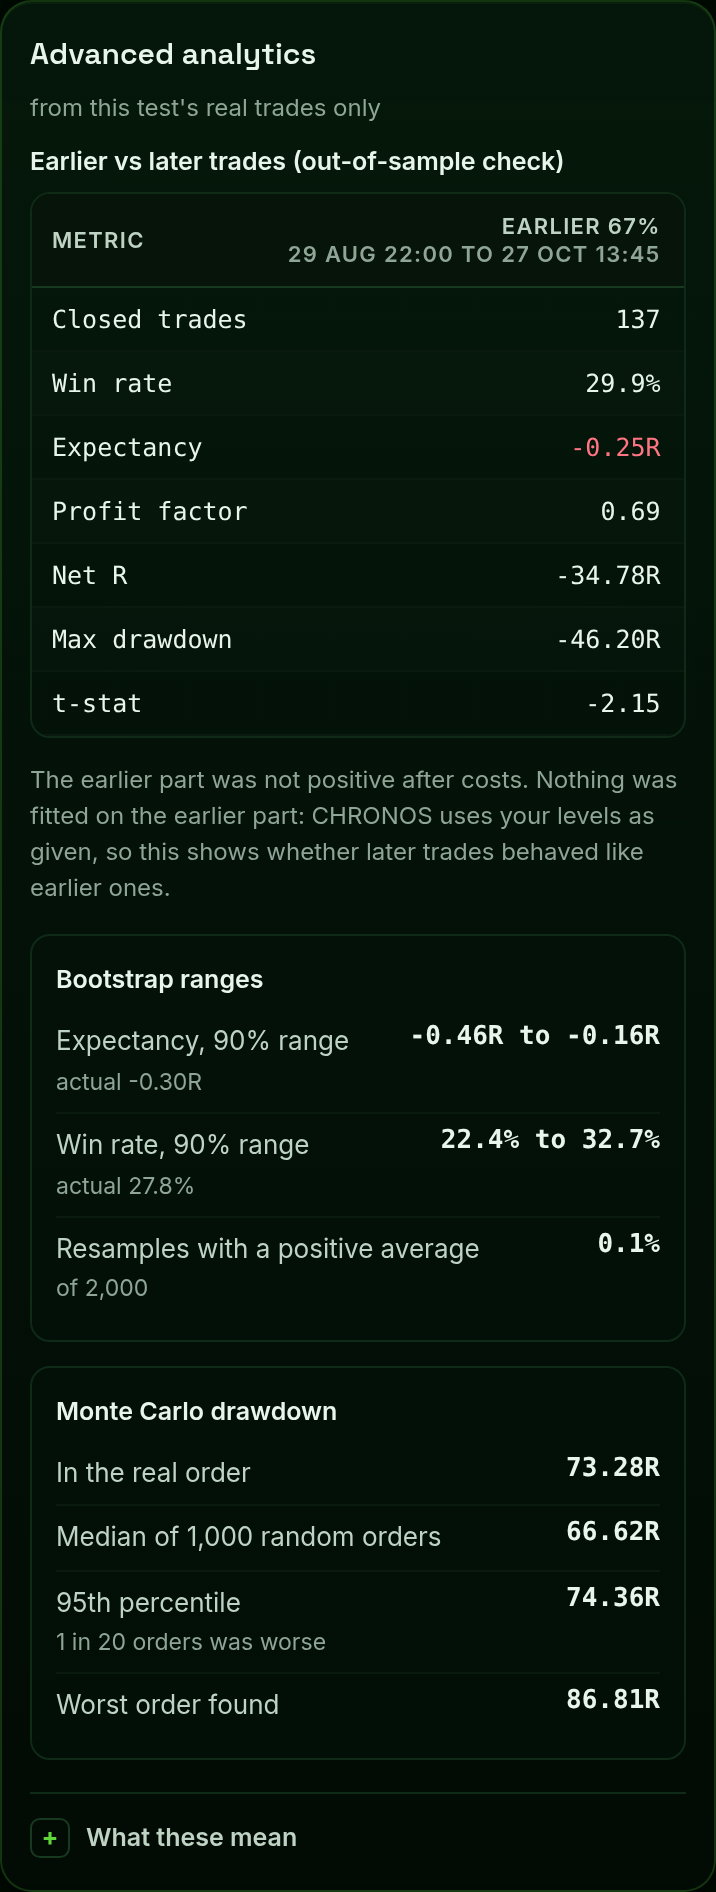 Advanced analytics
from this test's real trades only
Earlier vs later trades (out-of-sample check)
METRIC EARLIER 67%
29 AUG 22:00 TO 27 OCT 13:45
Closed trades 137
Win rate 29.9%
Expectancy -0.25R
Profit factor 0.69
Net R -34.78R
Max drawdown -46.20R
t-stat -2.15
The earlier part was not positive after costs. Nothing was
fitted on the earlier part: CHRONOS uses your levels as
given, so this shows whether later trades behaved like
earlier ones.
Bootstrap ranges
Expectancy, 90% range -0.46R to -0.16R
actual -0.30R
Win rate, 90% range 22.4% to 32.7%
actual 27.8%
Resamples with a positive average 0.1%
of 2,000
Monte Carlo drawdown
In the real order 73.28R
Median of 1,000 random orders 66.62R
95th percentile 74.36R
1 in 20 orders was worse
Worst order found 86.81R
+ What these mean